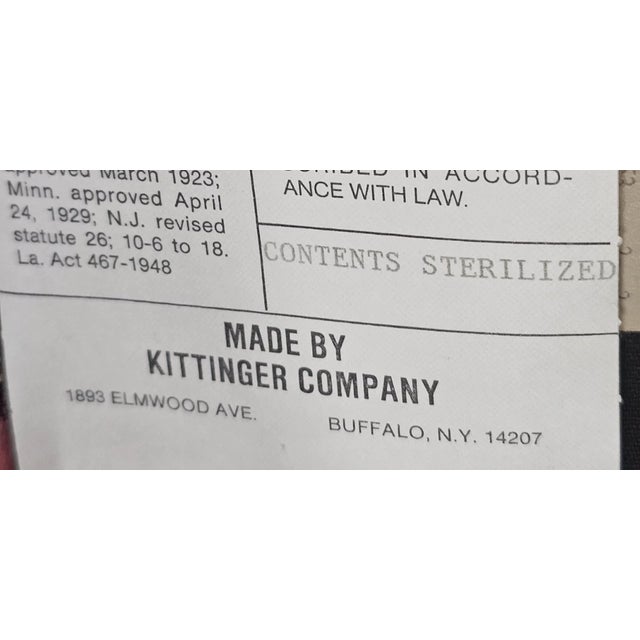 approved March 1923;
Minn. approved April
24, 1929; N.J. revised
statute 26; 10-6 to 18.
La. Act 467-1948
IN ACCORD-
ANCE WITH LAW.
CONTENTS STERILIZED
MADE BY
KITTINGER COMPANY
1893 ELMWOOD AVE. BUFFALO, N.Y. 14207